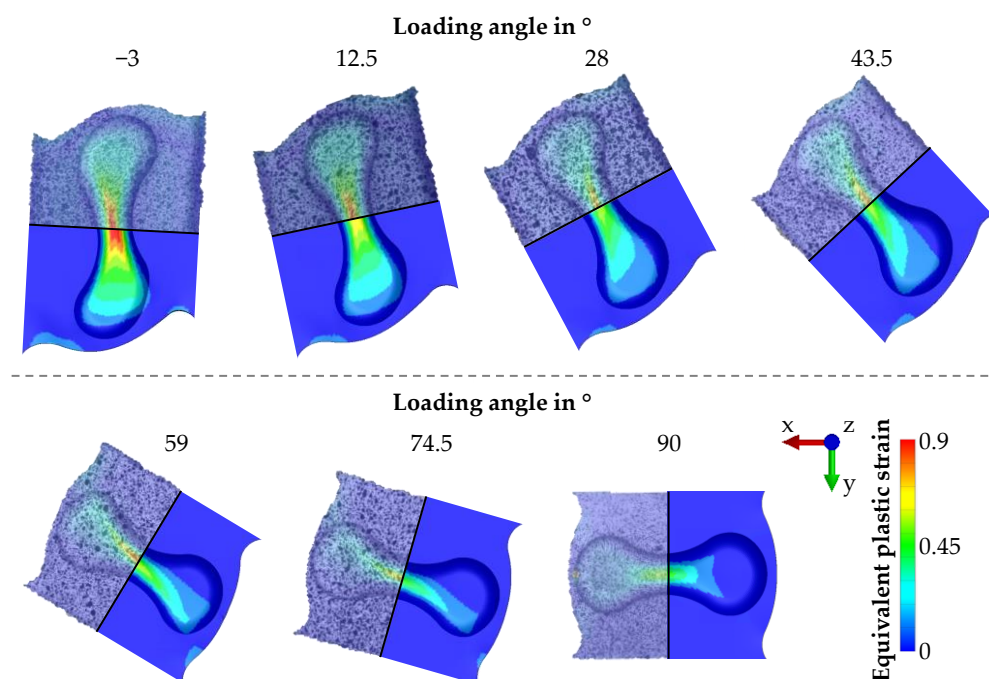 Loading angle in °
−3 12.5 28 43.5
Loading angle in °
59 74.5 90
x z
y
Equivalent plastic strain
0.9
0.45
0